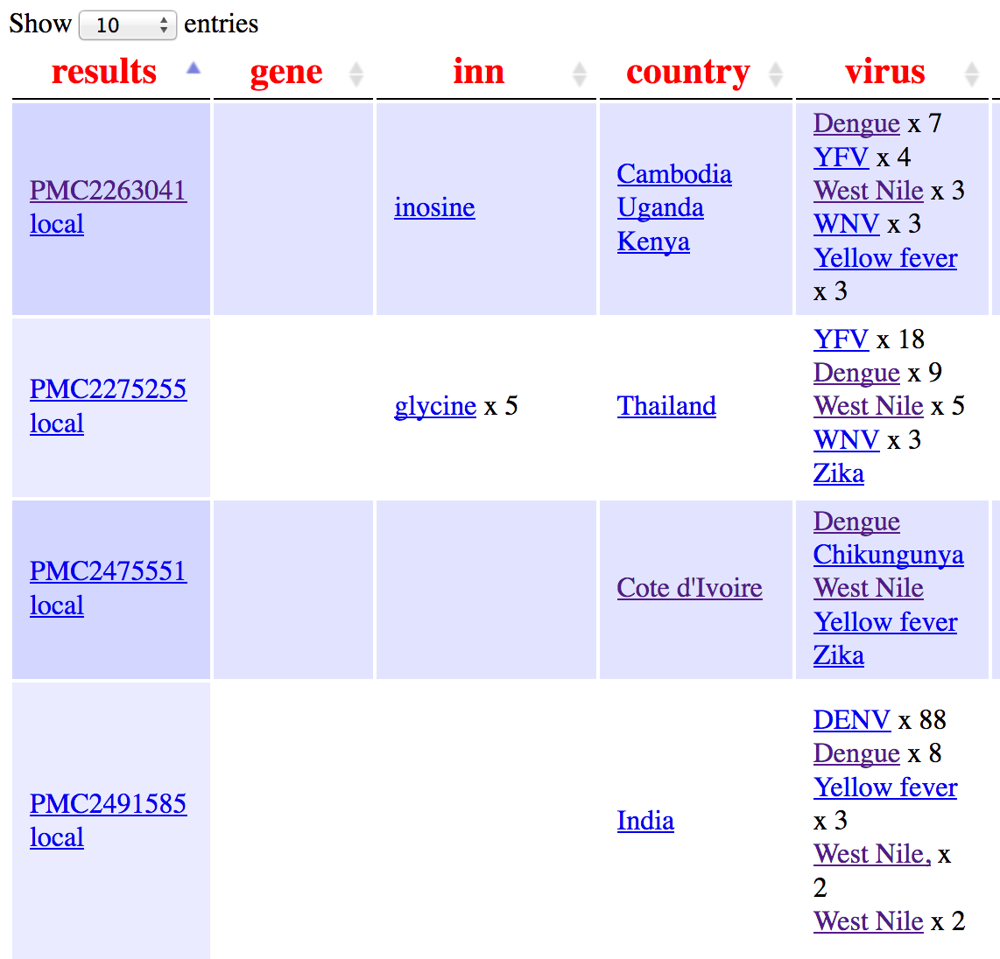 Show 10 entries
results gene inn country virus
PMC2263041
local
inosine
Cambodia
Uganda
Kenya
Dengue x 7
YFV x 4
West Nile x 3
WNV x 3
Yellow fever
x 3
PMC2275255
local
glycine x 5
Thailand
YFV x 18
Dengue x 9
West Nile x 5
WNV x 3
Zika
PMC2475551
local
Cote d'Ivoire
Dengue
Chikungunya
West Nile
Yellow fever
Zika
PMC2491585
local
India
DENV x 88
Dengue x 8
Yellow fever
x 3
West Nile, x
2
West Nile x 2